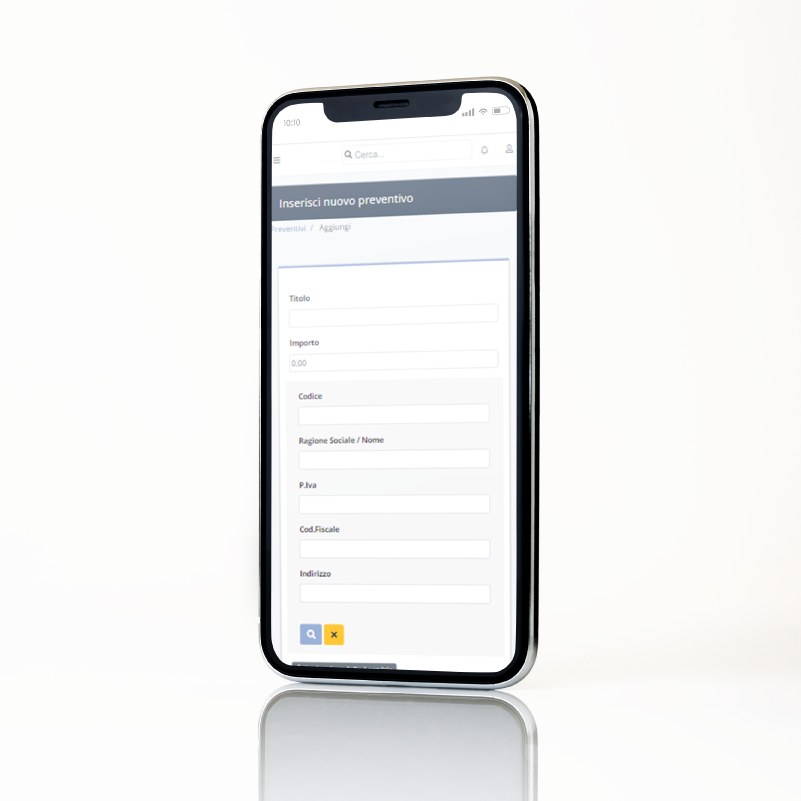 10:10
Cerca...
Inserisci nuovo preventivo
Preventivi / Aggiungi
Titolo
Importo
0.00
Codice
Ragione Sociale / Nome
P.Iva
Cod.Fiscale
Indirizzo